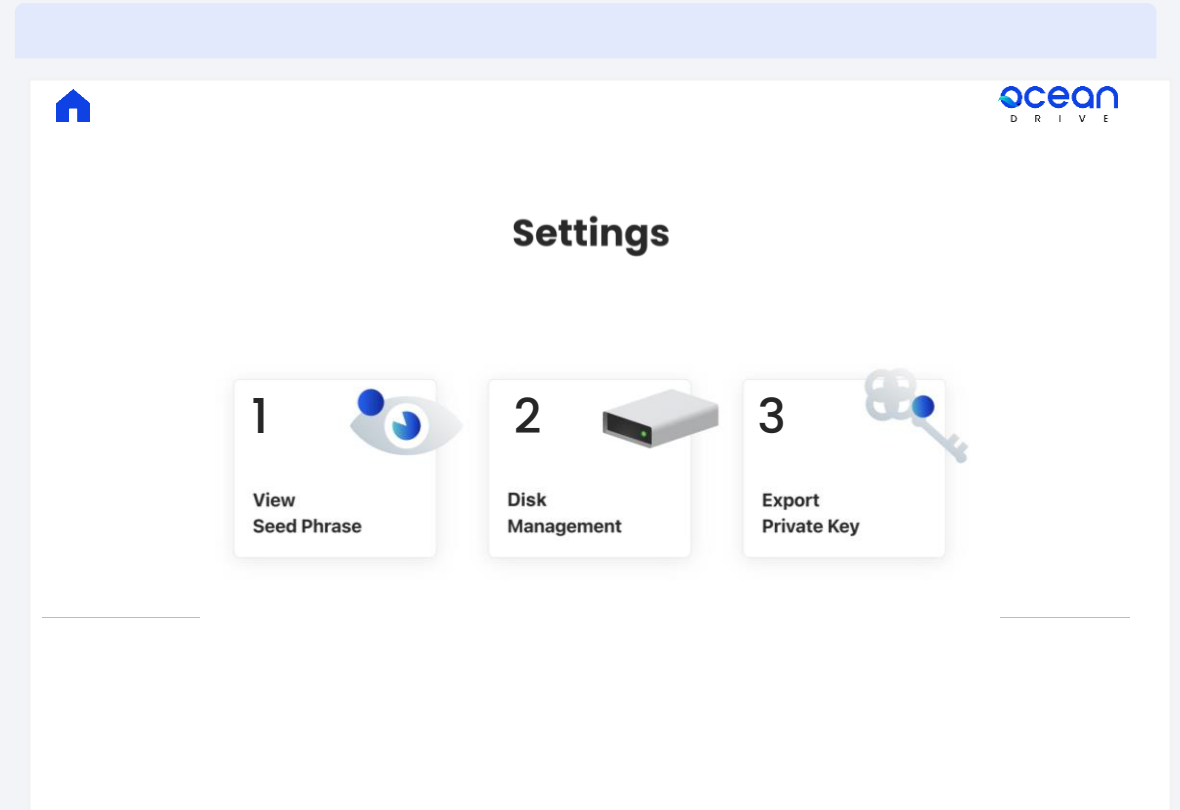 ocean
DRIVE
Settings
1
2
3
View
Seed Phrase
Disk
Management
Export
Private Key